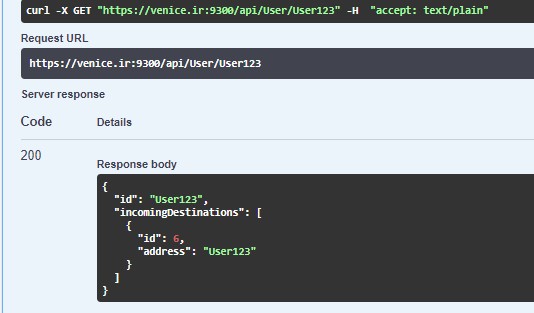 curl -X GET "https://venice.ir:9300/api/User/User123" -H  "accept: text/plain"
Request URL
https://venice.ir:9300/api/User/User123
Server response
Code Details
200
Response body
{
  "id": "User123",
  "incomingDestinations": [
    {
      "id": 6,
      "address": "User123"
    }
  ]
}